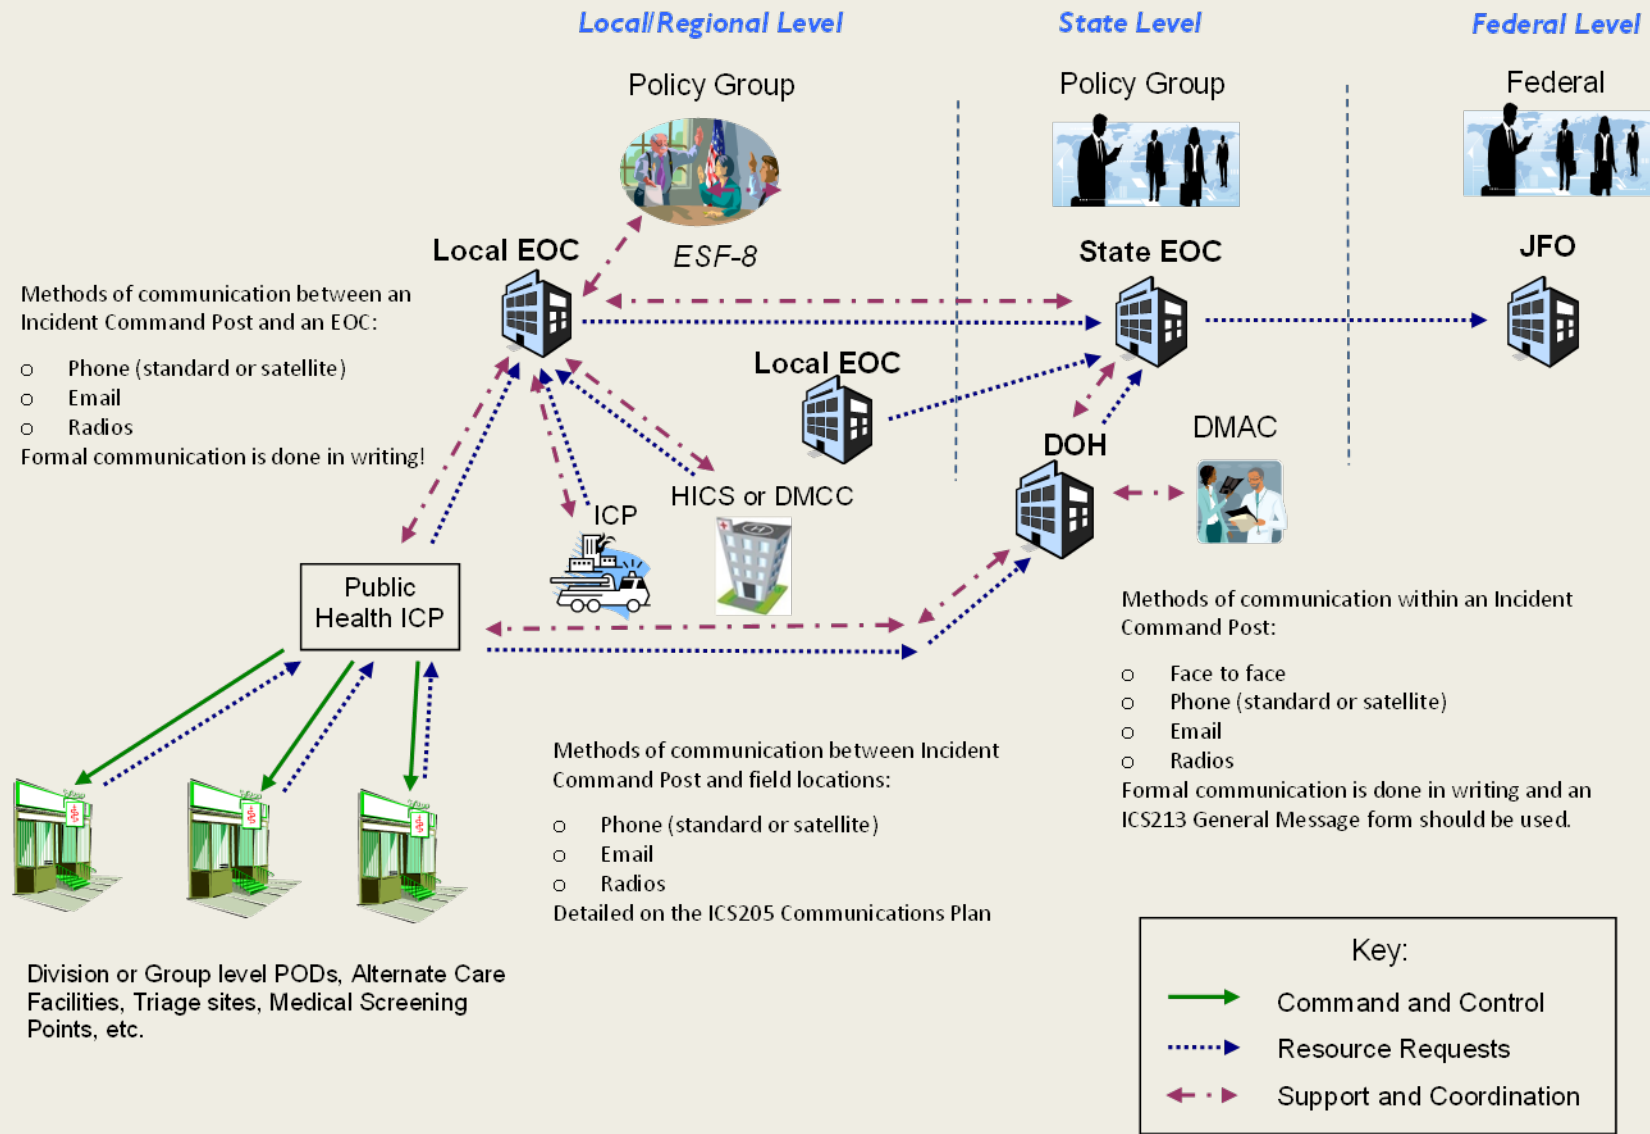 Local/Regional Level
State Level
Federal Level
Policy Group
Policy Group
Federal
Local EOC
ESF-8
State EOC
JFO
Methods of communication between an
Incident Command Post and an EOC:
o Phone (standard or satellite)
o Email
o Radios
Formal communication is done in writing!
Local EOC
DOH
DMAC
HICS or DMCC
ICP
H
Public
Health ICP
Methods of communication within an Incident
Command Post:
o Face to face
o Phone (standard or satellite)
o Email
o Radios
Formal communication is done in writing and an
ICS213 General Message form should be used.
Methods of communication between Incident
Command Post and field locations:
o Phone (standard or satellite)
o Email
o Radios
Detailed on the ICS205 Communications Plan
Division or Group level PODs, Alternate Care
Facilities, Triage sites, Medical Screening
Points, etc.
Key:
Command and Control
Resource Requests
Support and Coordination